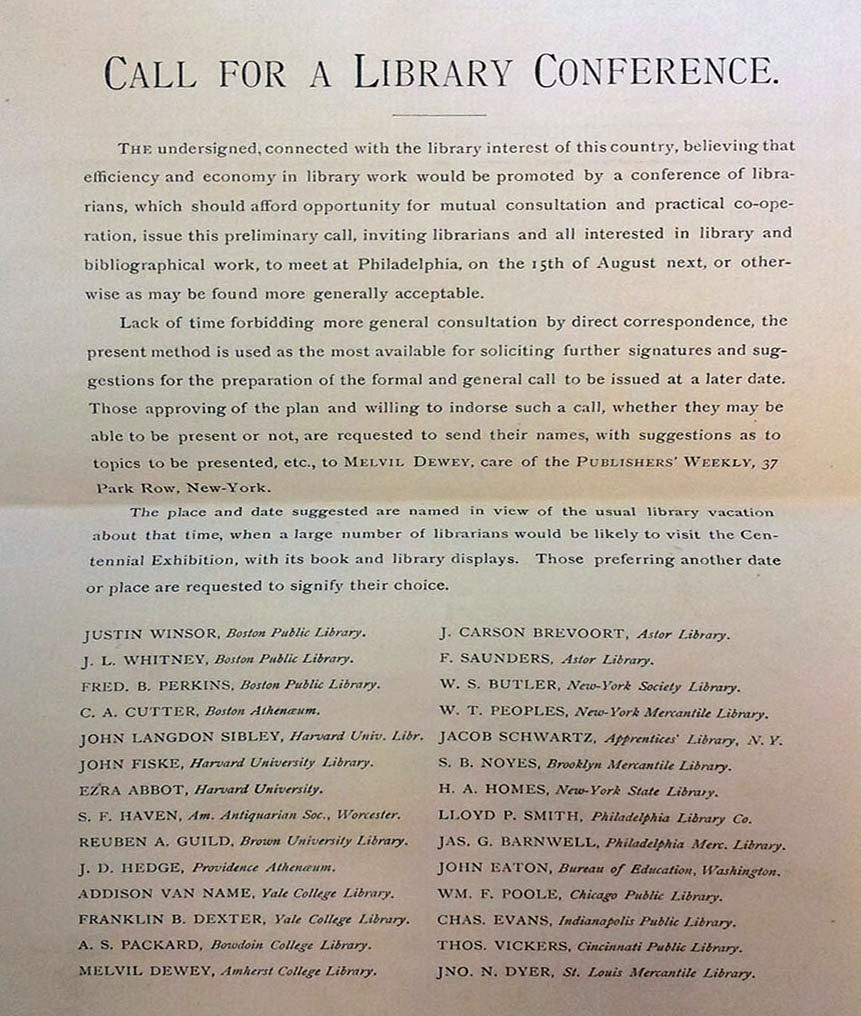 CALL FOR A LIBRARY CONFERENCE.
THE undersigned, connected with the library interest of this country, believing that
efficiency and economy in library work would be promoted by a conference of libra-
rians, which should afford opportunity for mutual consultation and practical co-ope-
ration, issue this preliminary call, inviting librarians and all interested in library and
bibliographical work, to meet at Philadelphia, on the 15th of August next, or other-
wise as may be found more generally acceptable.
Lack of time forbidding more general consultation by direct correspondence, the
present method is used as the most available for soliciting further signatures and sug-
gestions for the preparation of the formal and general call to be issued at a later date.
Those approving of the plan and willing to indorse such a call, whether they may be
able to be present or not, are requested to send their names, with suggestions as to
topics to be presented, etc., to MELVIL DEWEY, care of the PUBLISHERS' WEEKLY, 37
Park Row, New-York.
The place and date suggested are named in view of the usual library vacation
about that time, when a large number of librarians would be likely to visit the Cen-
tennial Exhibition, with its book and library displays. Those preferring another date
or place are requested to signify their choice.
JUSTIN WINSOR, Boston Public Library.
J. L. WHITNEY, Boston Public Library.
FRED. B. PERKINS, Boston Public Library.
C. A. CUTTER, Boston Athenæum.
JOHN LANGDON SIBLEY, Harvard Univ. Libr.
JOHN FISKE, Harvard University Library.
EZRA ABBOT, Harvard University.
S. F. HAVEN, Am. Antiquarian Soc., Worcester.
REUBEN A. GUILD, Brown University Library.
J. D. HEDGE, Providence Athenæum.
ADDISON VAN NAME, Yale College Library.
FRANKLIN B. DEXTER, Yale College Library.
A. S. PACKARD, Bowdoin College Library.
MELVIL DEWEY, Amherst College Library.
J. CARSON BREVOORT, Astor Library.
F. SAUNDERS, Astor Library.
W. S. BUTLER, New-York Society Library.
W. T. PEOPLES, New-York Mercantile Library.
JACOB SCHWARTZ, Apprentices' Library, N. Y.
S. B. NOYES, Brooklyn Mercantile Library.
H. A. HOMES, New-York State Library.
LLOYD P. SMITH, Philadelphia Library Co.
JAS. G. BARNWELL, Philadelphia Merc. Library.
JOHN EATON, Bureau of Education, Washington.
WM. F. POOLE, Chicago Public Library.
CHAS. EVANS, Indianapolis Public Library.
THOS. VICKERS, Cincinnati Public Library.
JNO. N. DYER, St. Louis Mercantile Library.